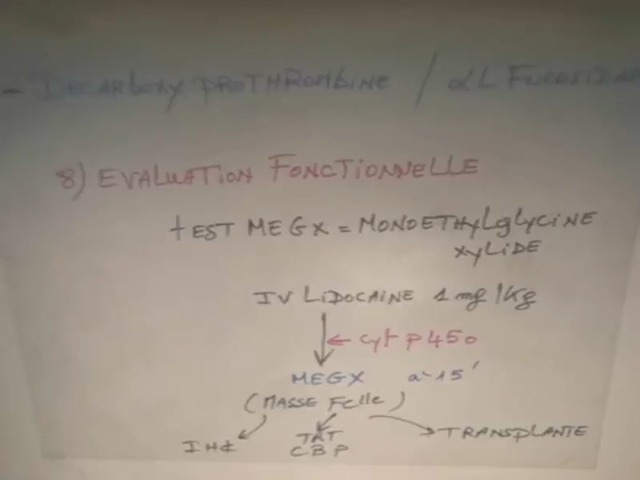 - DECARBOXY PROTHROMBINE / αL FUCOSIDA
8) EVALUATION FONCTIONNELLE
tEST MEGX = MONOETHYLGLYCINE
XYLIDE
IV LIDOCAINE 1 mg/Kg
← Cyt p450
MEGX a 15'
(MASSE Fclle)
TRT
CBP
TRANSPLANTE